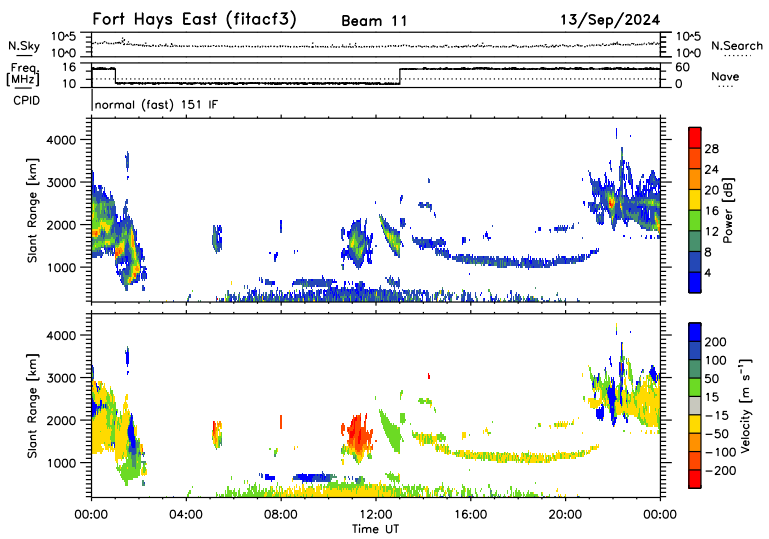 Fort Hays East (fitacf3) Beam 11 13/Sep/2024
N.Sky 10^5 10^0 10^5 10^0 N.Search
Freq. [MHz] 16 10 60 0 Nave
CPID normal (fast) 151 IF
Slant Range [km] 4000 3000 2000 1000
Power [dB] 28 24 20 16 12 8 4
Slant Range [km] 4000 3000 2000 1000
Velocity [m s⁻¹] 200 100 50 15 −15 −50 −100 −200
00:00 04:00 08:00 12:00 16:00 20:00 00:00
Time UT